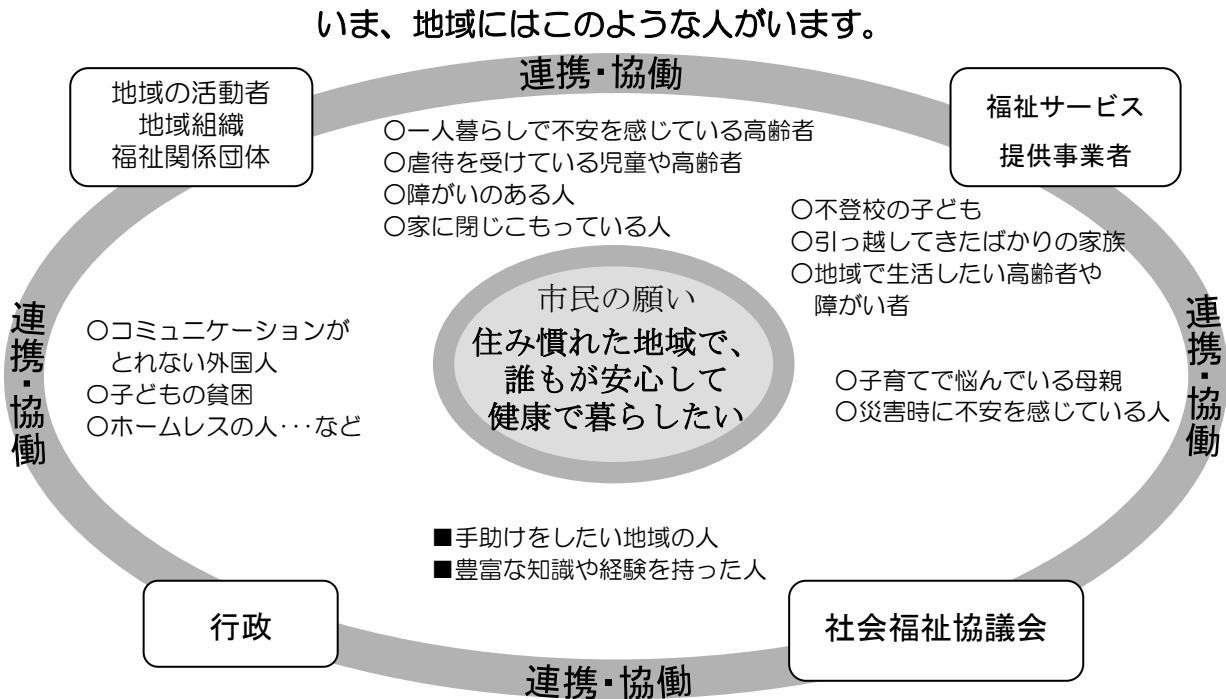 いま、地域にはこのような人がいます。
連携・協働
地域の活動者
地域組織
福祉関係団体
福祉サービス
提供事業者
〇一人暮らしで不安を感じている高齢者
〇虐待を受けている児童や高齢者
〇障がいのある人
〇家に閉じこもっている人
〇不登校の子ども
〇引っ越してきたばかりの家族
〇地域で生活したい高齢者や
障がい者
市民の願い
住み慣れた地域で、
誰もが安心して
健康で暮らしたい
連携・協働
〇コミュニケーションが
とれない外国人
〇子どもの貧困
〇ホームレスの人･･･など
〇子育てで悩んでいる母親
〇災害時に不安を感じている人
連携・協働
■手助けをしたい地域の人
■豊富な知識や経験を持った人
行政
社会福祉協議会
連携・協働